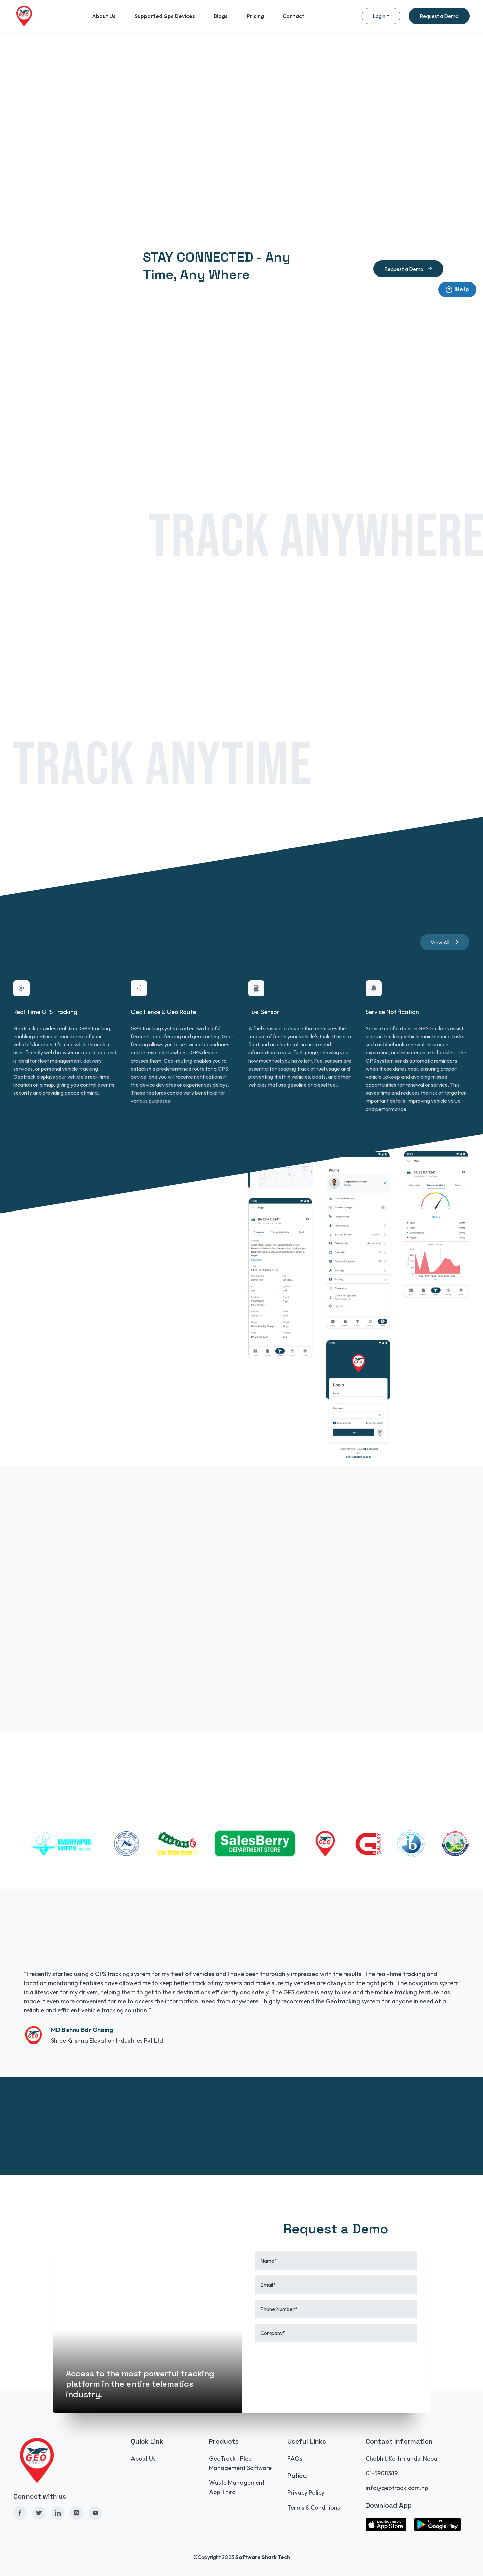 About Us
Supported Gps Devices
Blogs
Pricing
Contact
Login
Request a Demo
STAY CONNECTED - Any
Time, Any Where
Request a Demo
Help
TRACK ANYWHERE
TRACK ANYTIME
View All
Real Time GPS Tracking
Geotrack provides real-time GPS tracking,
enabling continuous monitoring of your
vehicle's location. It's accessible through a
user-friendly web browser or mobile app and
is ideal for fleet management, delivery
services, or personal vehicle tracking.
Geotrack displays your vehicle's real-time
location on a map, giving you control over its
security and providing peace of mind.
Geo Fence & Geo Route
GPS tracking systems offer two helpful
features: geo-fencing and geo-routing. Geo-
fencing allows you to set virtual boundaries
and receive alerts when a GPS device
crosses them. Geo-routing enables you to
establish a predetermined route for a GPS
device, and you will receive notifications if
the device deviates or experiences delays.
These features can be very beneficial for
various purposes.
Fuel Sensor
A fuel sensor is a device that measures the
amount of fuel in your vehicle's tank. It uses a
float and an electrical circuit to send
information to your fuel gauge, showing you
how much fuel you have left. Fuel sensors are
essential for keeping track of fuel usage and
preventing theft in vehicles, boats, and other
vehicles that use gasoline or diesel fuel.
Service Notification
Service notifications in GPS trackers assist
users in tracking vehicle maintenance tasks
such as bluebook renewal, insurance
expiration, and maintenance schedules. The
GPS system sends automatic reminders
when these dates near, ensuring proper
vehicle upkeep and avoiding missed
opportunities for renewal or service. This
saves time and reduces the risk of forgotten
important details, improving vehicle value
and performance.
Map
Profile
Map
Login
Login
MADHYAPUR
HOSPITAL PVT. LTD.
SalesBerry
DEPARTMENT STORE
GEO
GALAXY
"I recently started using a GPS tracking system for my fleet of vehicles and I have been thoroughly impressed with the results. The real-time tracking and
location monitoring features have allowed me to keep better track of my assets and make sure my vehicles are always on the right path. This device has been
a lifesaver for my drivers, helping them to get to their destinations efficiently and safely. The GPS device is easy to use and the mobile tracking feature has
made it even more convenient for me to access the information I need from anywhere. I highly recommend the Geotracking system for anyone in need of a
reliable and efficient vehicle tracking solution."
MD,Bishnu Bdr Ghising
Shree Krishna Elevation Industries Pvt Ltd
Request a Demo
Name*
Email*
Phone Number*
Company*
Access to the most powerful tracking
platform in the entire telematics
industry.
GEO
Connect with us
Quick Link
About Us
Products
GeoTrack | Fleet
Management Software
Waste Management
App Third
Useful Links
FAQs
Policy
Privacy Policy
Terms & Conditions
Contact Information
Chabhil, Kathmandu, Nepal
01-5908389
info@geotrack.com.np
Download App
Download on the
App Store
GET IT ON
Google Play
©Copyright 2023 Software Shark Tech